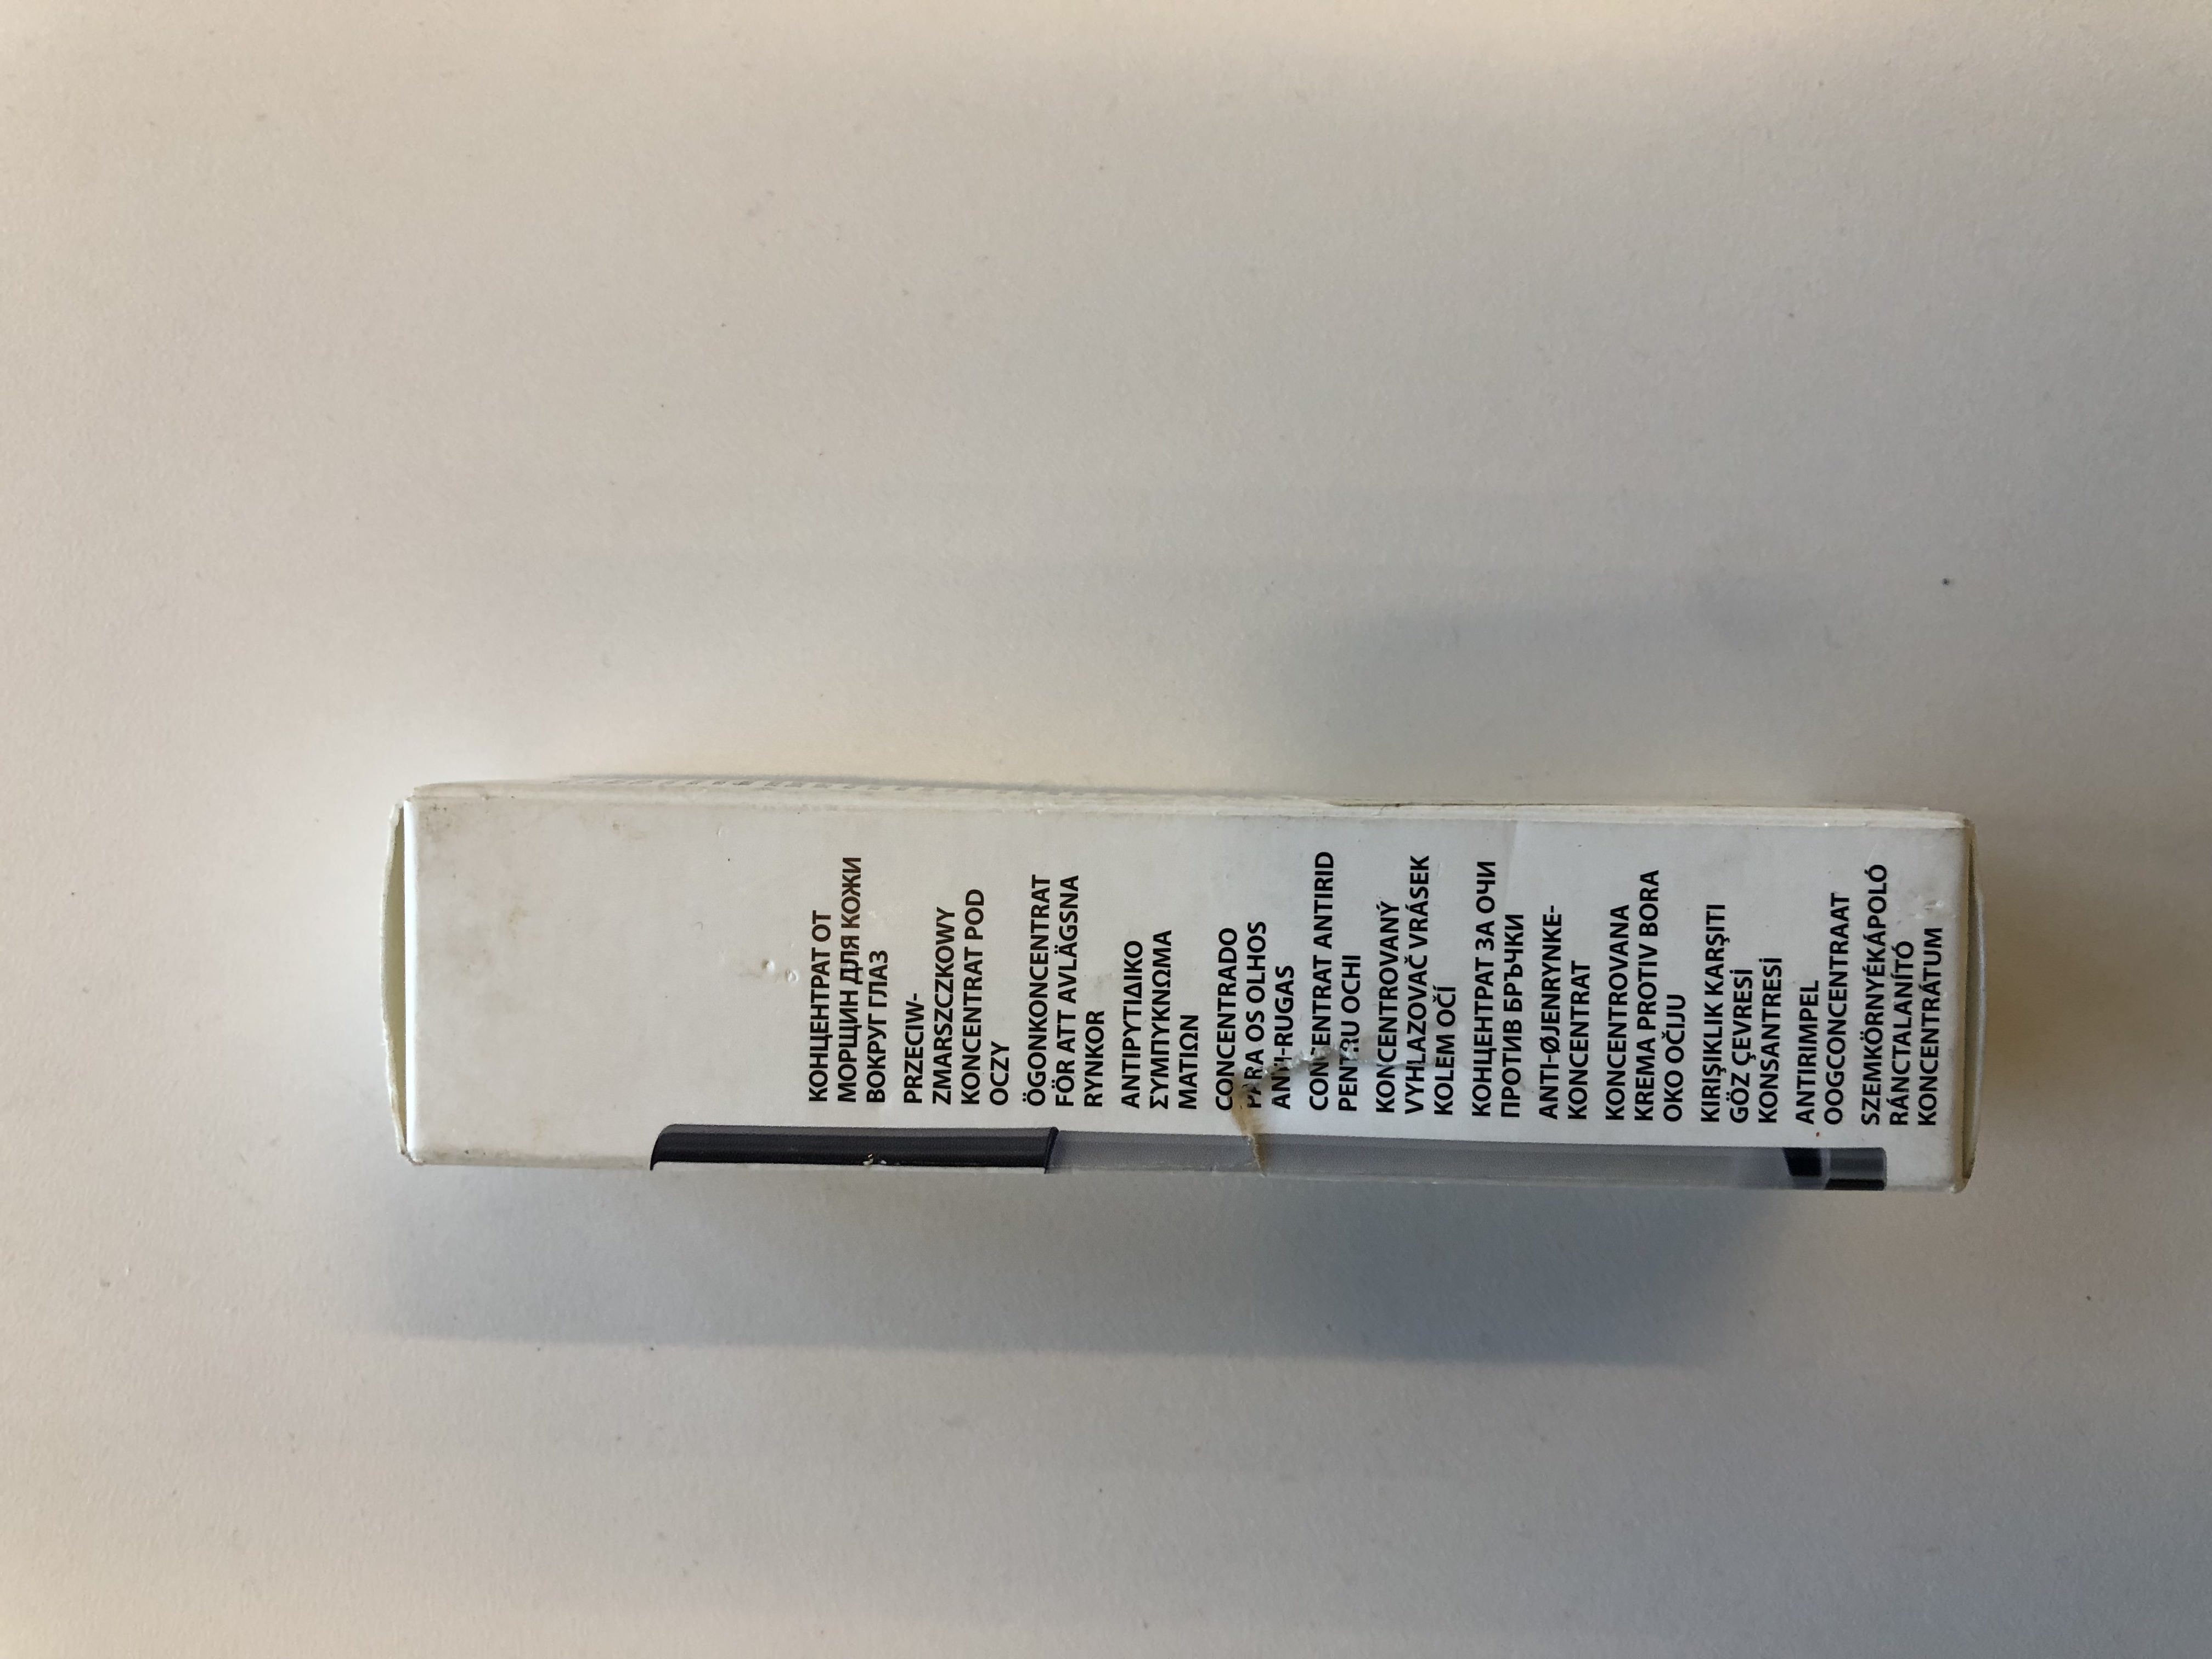 КОНЦЕНТРАТ ОТ
МОРЩИН ДЛЯ КОЖИ
ВОКРУГ ГЛАЗ
PRZECIW-
ZMARSZCZKOWY
KONCENTRAT POD
OCZY
ÖGONKONCENTRAT
FÖR ATT AVLÄGSNA
RYNKOR
ΑΝΤΙΡΥΤΙΔΙΚΟ
ΣΥΜΠΥΚΝΩΜΑ
ΜΑΤΙΩΝ
CONCENTRADO
PARA OS OLHOS
ANTI-RUGAS
CONCENTRAT ANTIRID
PENTRU OCHI
KONCENTROVANÝ
VYHLAZOVAČ VRÁSEK
KOLEM OČÍ
КОНЦЕНТРАТ ЗА ОЧИ
ПРОТИВ БРЪЧКИ
ANTI-ØJENRYNKE-
KONCENTRAT
KONCENTROVANA
KREMA PROTIV BORA
OKO OČIJU
KIRIŞIKLIK KARŞITI
GÖZ ÇEVRESİ
KONSANTRESİ
ANTIRIMPEL
OOGCONCENTRAAT
SZEMKÖRNYÉKÁPOLÓ
RÁNCTALANÍTÓ
KONCENTRÁTUM